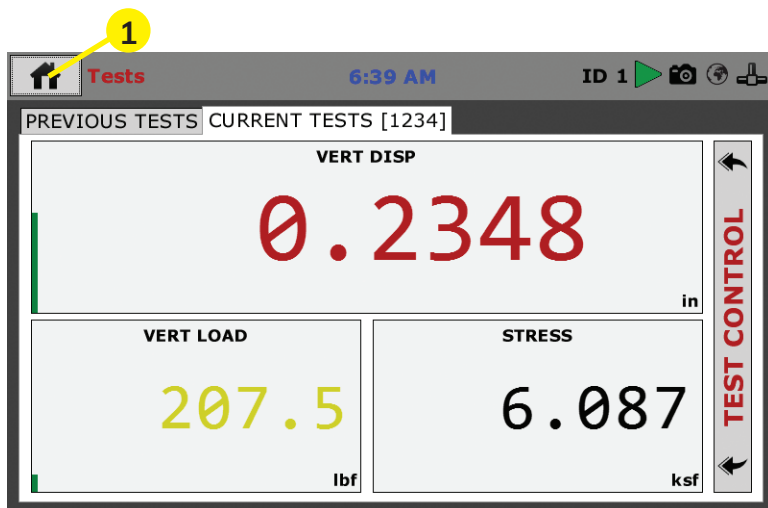 1
Tests 6:39 AM ID 1
PREVIOUS TESTS CURRENT TESTS [1234]
VERT DISP
0.2348
in
VERT LOAD
207.5
lbf
STRESS
6.087
ksf
TEST CONTROL